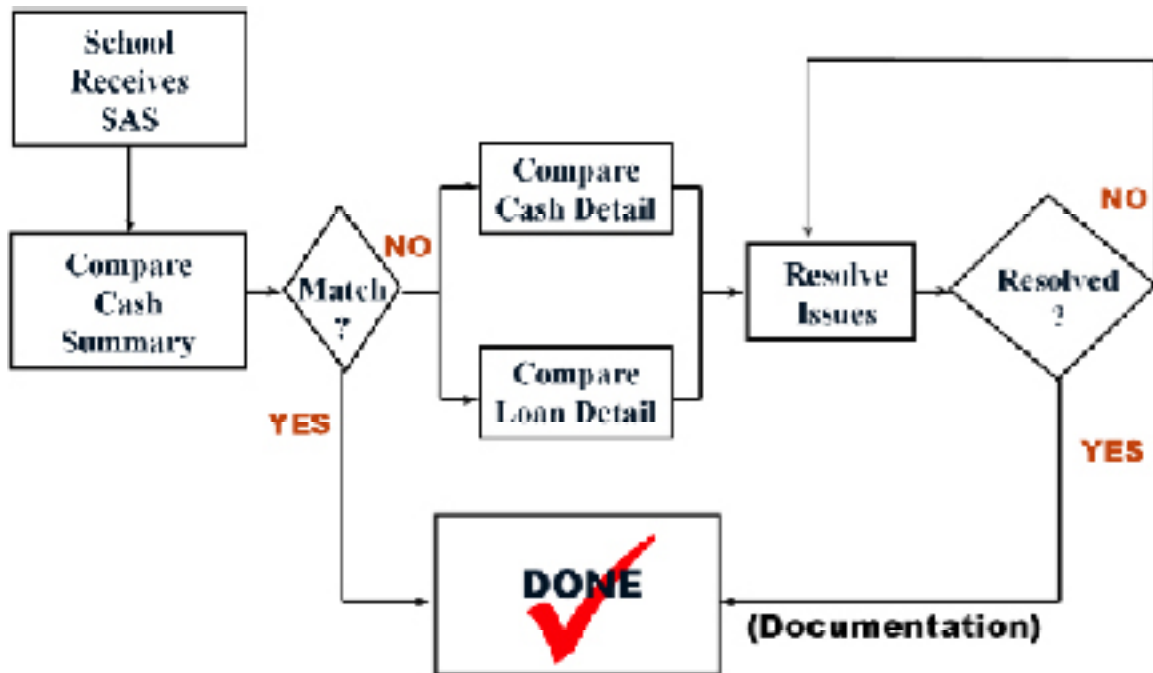 School
Receives
SAS
Compare
Cash
Summary
Match
?
NO
YES
Compare
Cash Detail
Compare
Loan Detail
Resolve
Issues
Resolved
?
NO
YES
DONE
(Documentation)